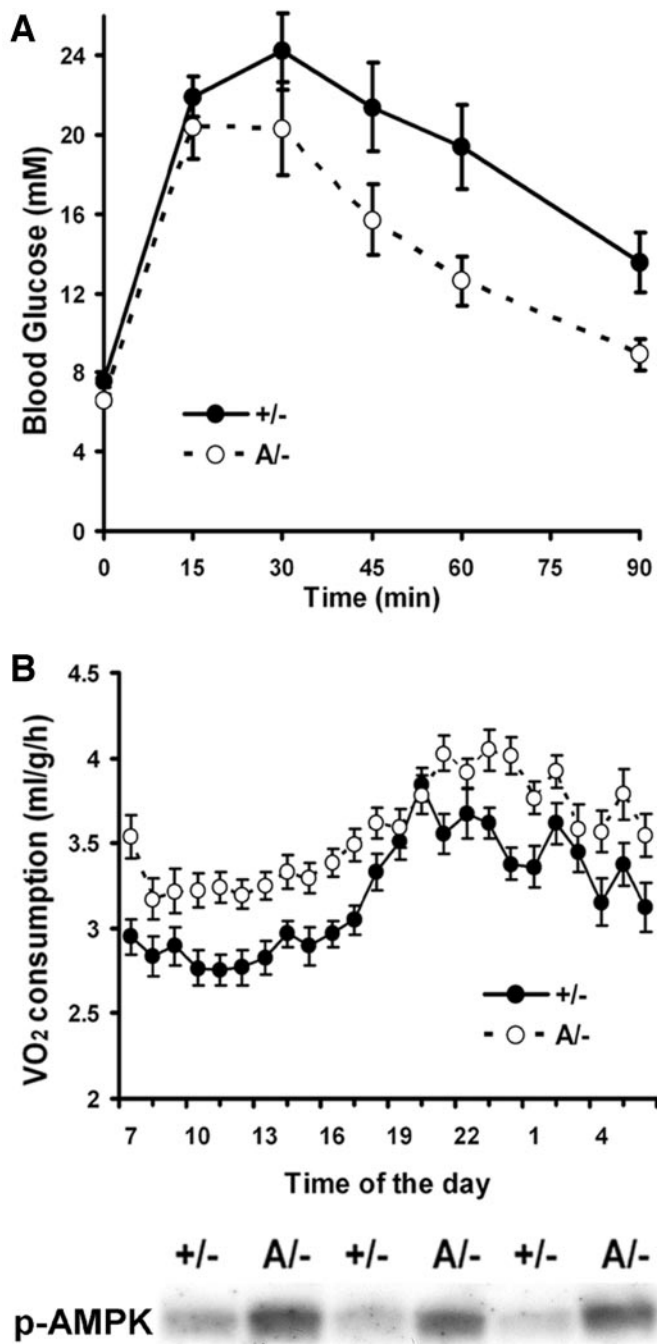 A
Blood Glucose (mM)
24
20
16
12
8
4
0
+/-
A/-
0 15 30 45 60 75 90
Time (min)
B
VO₂ consumption (ml/g/h)
4.5
4
3.5
3
2.5
2
+/-
A/-
7 10 13 16 19 22 1 4
Time of the day
+/- A/- +/- A/- +/- A/-
p-AMPK